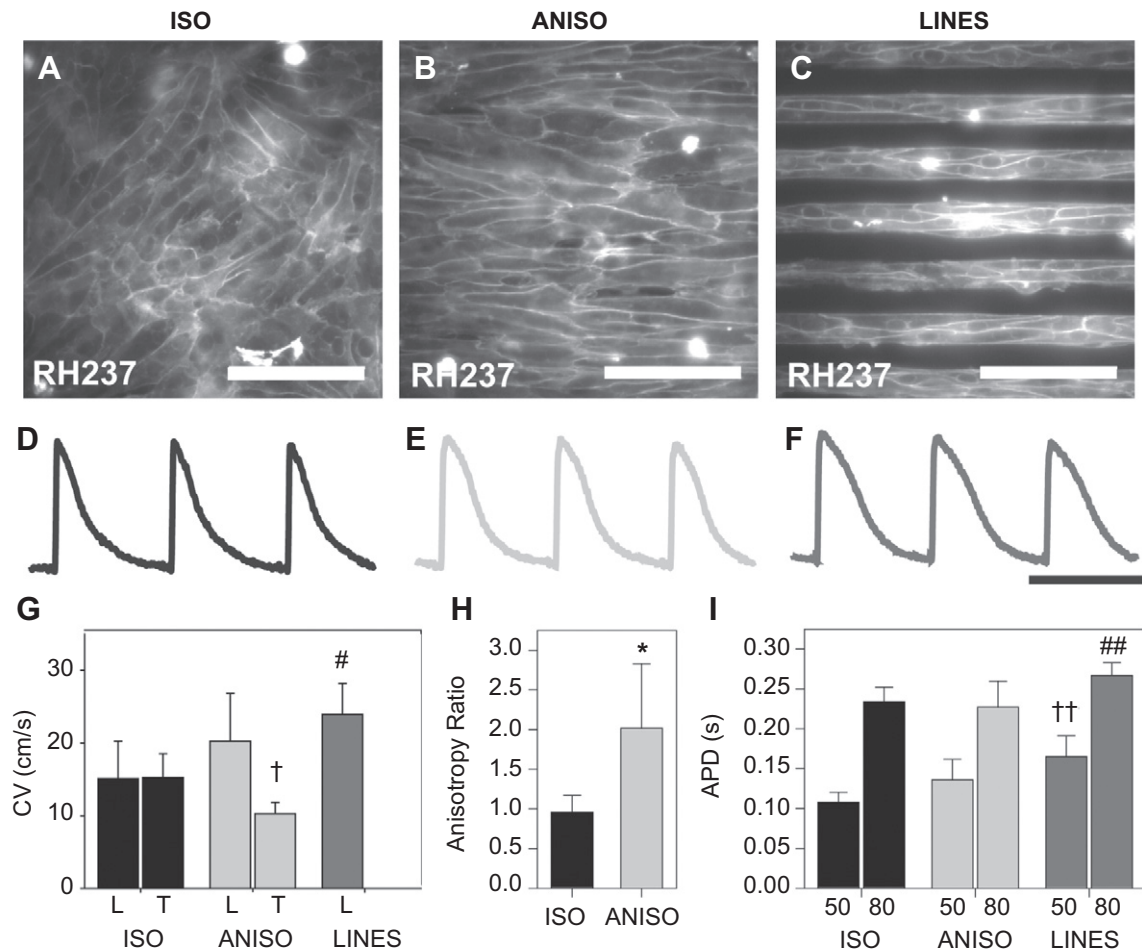 ISO ANISO LINES
A B C
RH237 RH237 RH237
D E F
G H I
CV (cm/s)
30
20
10
0
#
†
L T L T L
ISO ANISO LINES
Anisotropy Ratio
3.0
2.5
2.0
1.5
1.0
0.5
0.0
*
ISO ANISO
APD (s)
0.30
0.25
0.20
0.15
0.10
0.05
0.00
††
##
50 80 50 80 50 80
ISO ANISO LINES